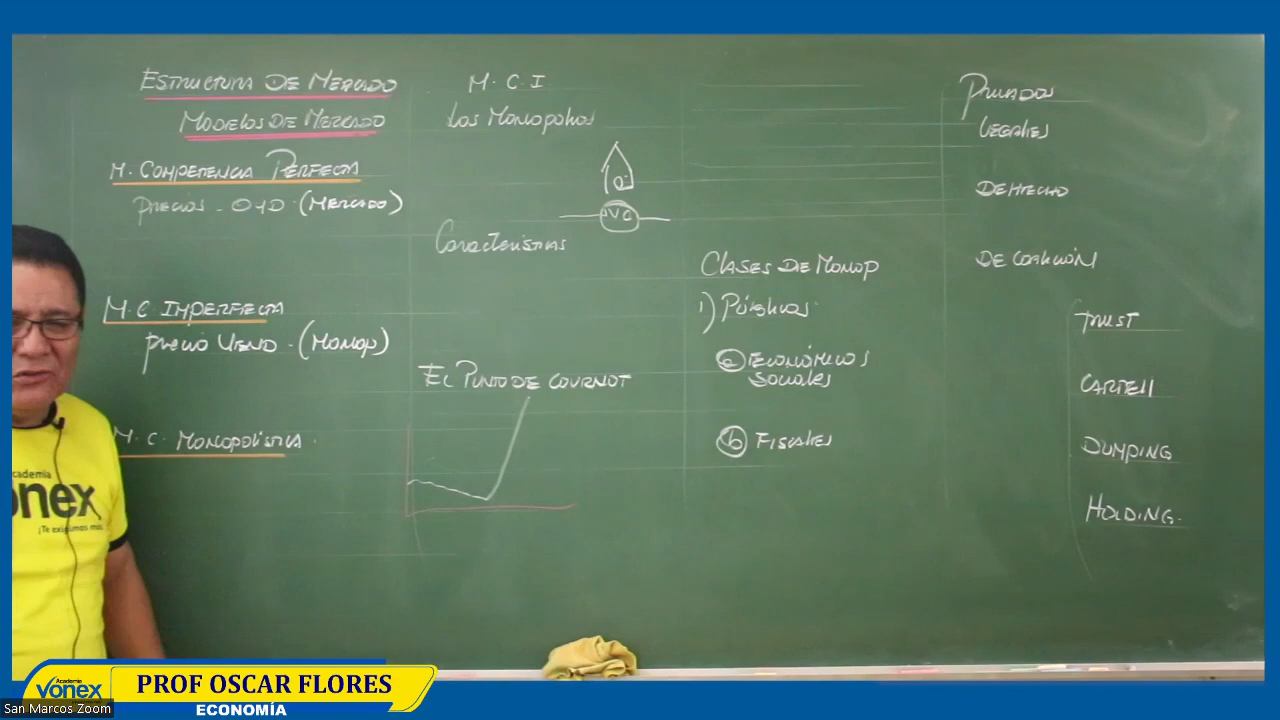 ESTRUCTURA DE MERCADO
MODELOS DE MERCADO
M. COMPETENCIA PERFECTA
PRECIOS - O y D - (MERCADO)
M. C IMPERFECTA
PRECIO (MONOP)
M. C. MONOPOLÍSTICA.
M. C. I
Los Monopolios
Características
EL PUNTO DE COURNOT
CLASES DE MONOP
1) Públicos
a ECONÓMICOS
SOCIALES
b FISCALES
PRIVADOS
LEGALES
DE HECHO
DE COALICIÓN
TRUST
CARTELL
DUMPING
HOLDING.
Academia
Vonex
¡Te exigimos más
Academia
Vonex
PROF OSCAR FLORES
ECONOMÍA
San Marcos Zoom